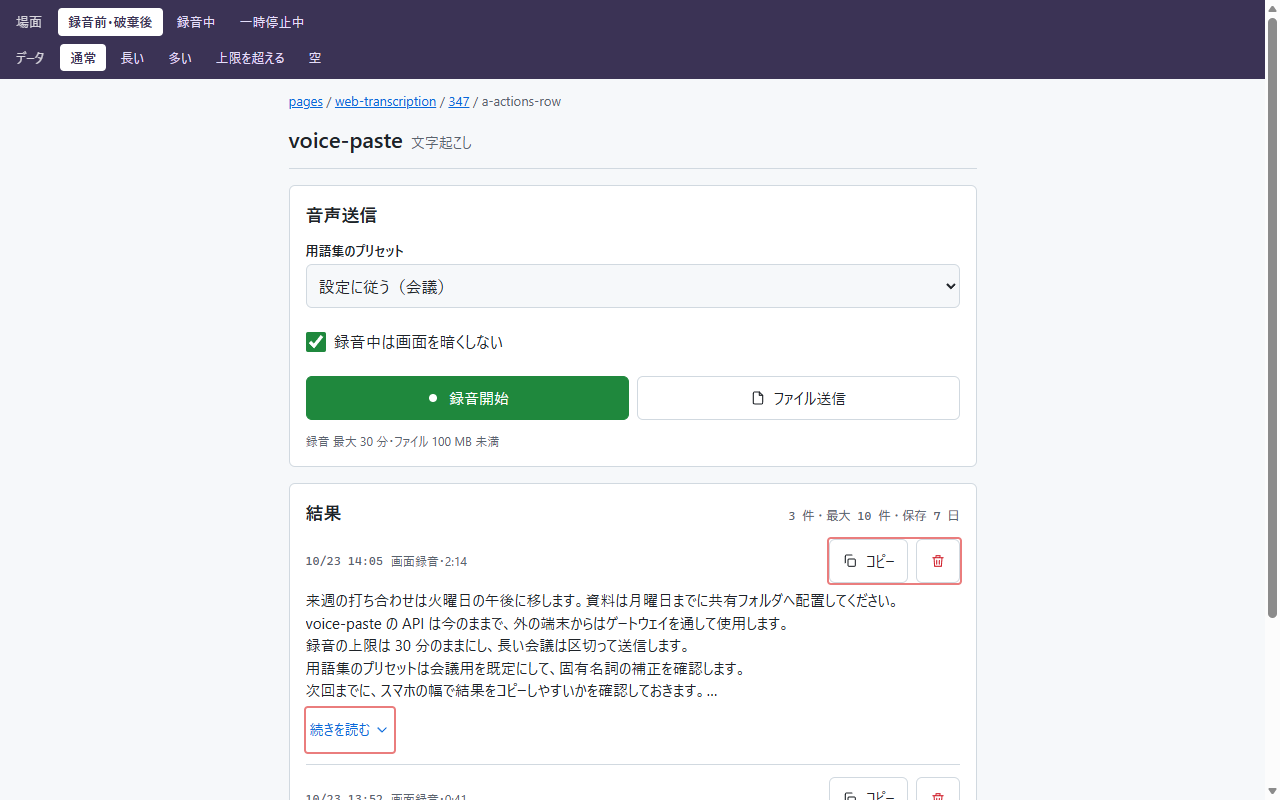 場面 録音前・破棄後 録音中 一時停止中
データ 通常 長い 多い 上限を超える 空
pages / web-transcription / 347 / a-actions-row
voice-paste 文字起こし
音声送信
用語集のプリセット
設定に従う（会議）
録音中は画面を暗くしない
録音開始 ファイル送信
録音 最大 30 分・ファイル 100 MB 未満
結果 3 件・最大 10 件・保存 7 日
10/23 14:05 画面録音・2:14 コピー
来週の打ち合わせは火曜日の午後に移します。資料は月曜日までに共有フォルダへ配置してください。
voice-paste の API は今のままで、外の端末からはゲートウェイを通して使用します。
録音の上限は 30 分のままにし、長い会議は区切って送信します。
用語集のプリセットは会議用を既定にして、固有名詞の補正を確認します。
次回までに、スマホの幅で結果をコピーしやすいかを確認しておきます。...
続きを読む
10/23 13:52 画面録音・0:41 コピー